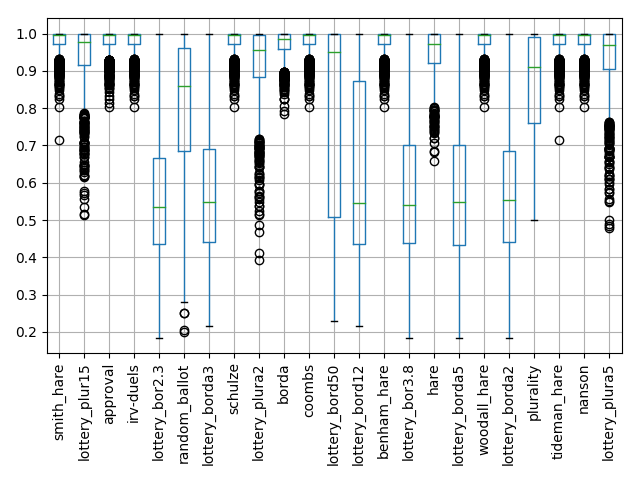 1.0
0.9
0.8
0.7
0.6
0.5
0.4
0.3
0.2
smith_hare
lottery_plur15
approval
irv-duels
lottery_bor2.3
random_ballot
lottery_borda3
schulze
lottery_plura2
borda
coombs
lottery_bord50
lottery_bord12
benham_hare
lottery_bor3.8
hare
lottery_borda5
woodall_hare
lottery_borda2
plurality
tideman_hare
nanson
lottery_plura5